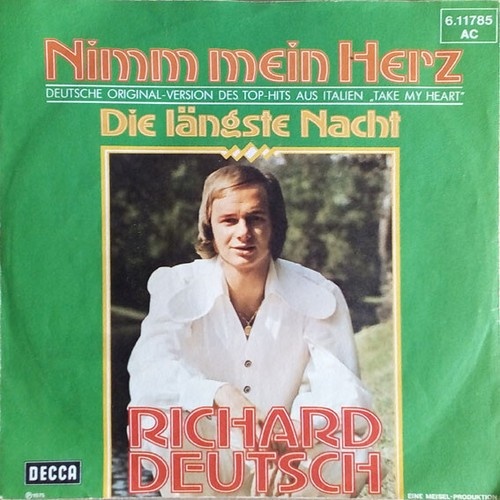 6.11785
AC
Nimm mein Herz
DEUTSCHE ORIGINAL-VERSION DES TOP-HITS AUS ITALIEN „TAKE MY HEART"
Die längste Nacht
RICHARD
DEUTSCH
DECCA
EINE MEISEL-PRODUKTION